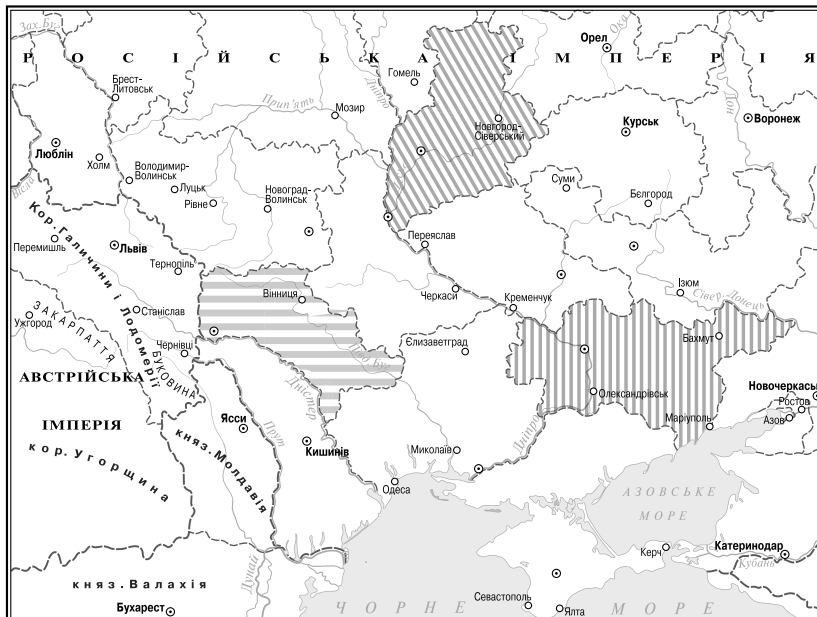 Зах. Буг
РОСІЙСЬКА ІМПЕРІЯ
Орел
Ока
Гомель
Дніпро
Брест-
Литовськ
Прип'ять
Мозир
Новгород-
Сіверський
Курськ
Дон
Воронеж
Люблін
Холм
Володимир-
Волинськ
Луцьк
Рівне
Новоград-
Волинськ
Суми
Бєлгород
Вісла
Кор. Галичини і Лодомерії
Перемишль
Львів
Тернопіль
Переяслав
Черкаси
Кременчук
Ізюм
Сівер. Донець
Вінниця
Станіслав
Ужгород
ЗАКАРПАТТЯ
Чернівці
БУКОВИНА
Півд. Буг
Єлизаветград
Бахмут
АВСТРІЙСЬКА
ІМПЕРІЯ
кор. Угорщина
Дністер
Олександрівськ
Новочеркаськ
Ростов
Азов
Маріуполь
Ясси
Прут
княз. Молдавія
Кишинів
Миколаїв
Дніпро
Одеса
АЗОВСЬКЕ
МОРЕ
Керч
Катеринодар
Кубань
княз. Валахія
Дунай
Бухарест
ЧОРНЕ МОРЕ
Севастополь
Ялта